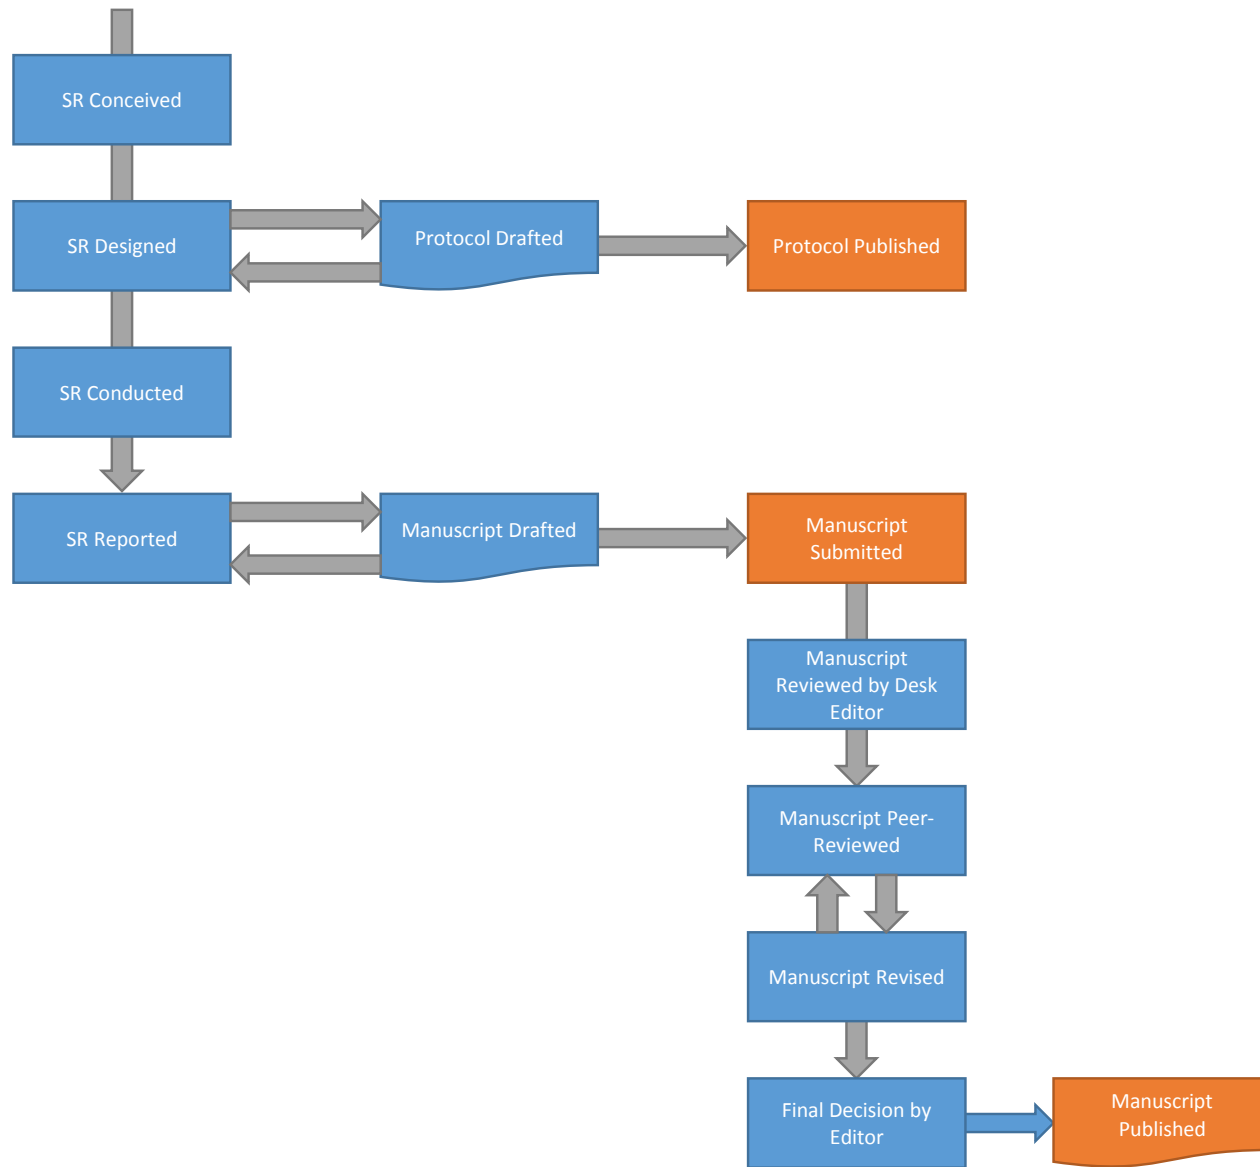 SR Conceived
SR Designed
Protocol Drafted
Protocol Published
SR Conducted
SR Reported
Manuscript Drafted
Manuscript
Submitted
Manuscript
Reviewed by Desk
Editor
Manuscript Peer-
Reviewed
Manuscript Revised
Final Decision by
Editor
Manuscript
Published